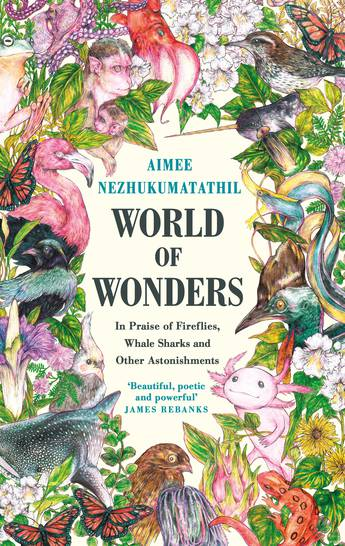 AIMEE
NEZHUKUMATATHIL
WORLD
OF
WONDERS
In Praise of Fireflies,
Whale Sharks and
Other Astonishments
‘Beautiful, poetic
and powerful’
JAMES REBANKS